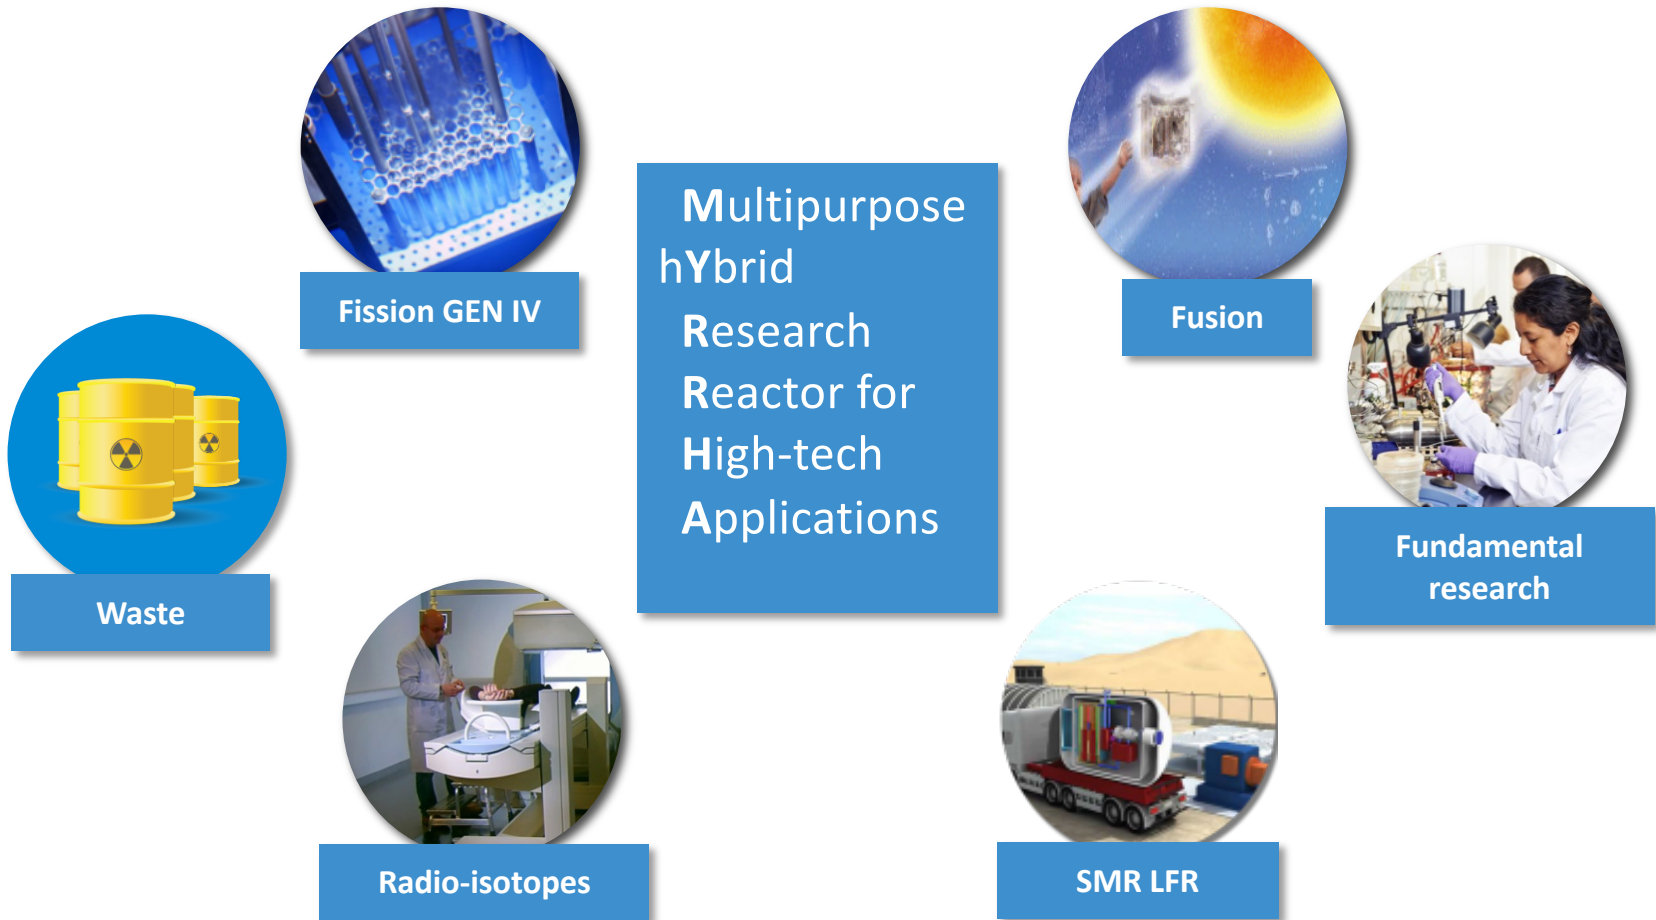 Multipurpose
hYbrid
Research
Reactor for
High-tech
Applications
Fission GEN IV
Fusion
Waste
Fundamental
research
Radio-isotopes
SMR LFR